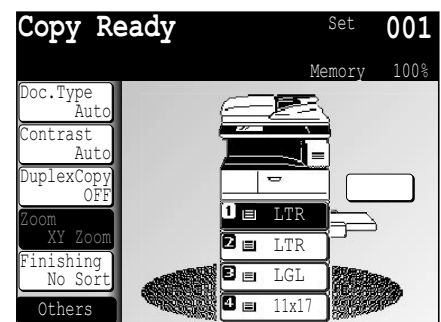 Copy Ready Set 001
Memory 100%
Doc.Type
Auto
Contrast
Auto
DuplexCopy
OFF
Zoom
XY Zoom
Finishing
No Sort
Others
1 LTR
2 LTR
3 LGL
4 11x17